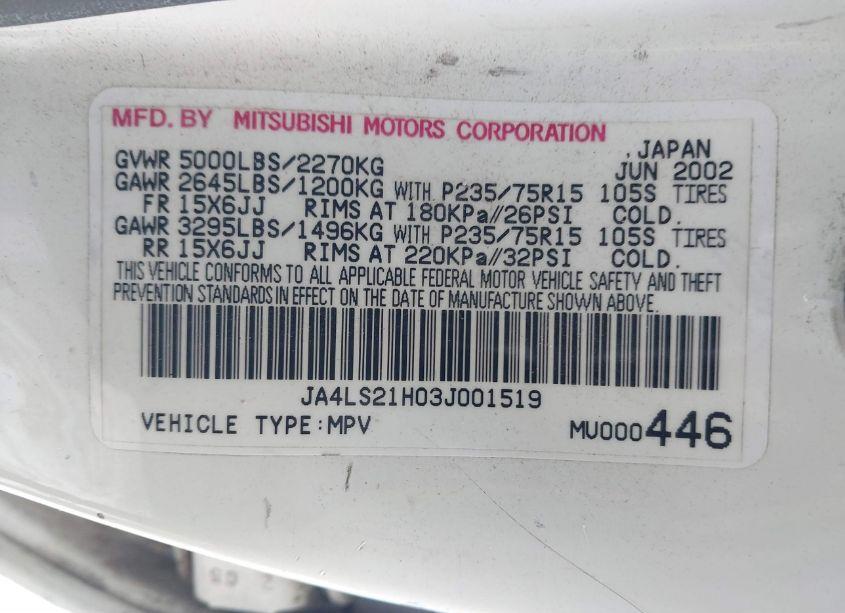 MFD. BY MITSUBISHI MOTORS CORPORATION
, JAPAN
GVWR 5000LBS/2270KG JUN 2002
GAWR 2645LBS/1200KG WITH P235/75R15 105S TIRES
FR 15X6JJ RIMS AT 180KPa//26PSI COLD.
GAWR 3295LBS/1496KG WITH P235/75R15 105S TIRES
RR 15X6JJ RIMS AT 220KPa//32PSI COLD.
THIS VEHICLE CONFORMS TO ALL APPLICABLE FEDERAL MOTOR VEHICLE SAFETY AND THEFT
PREVENTION STANDARDS IN EFFECT ON THE DATE OF MANUFACTURE SHOWN ABOVE.
JA4LS21H03J001519
VEHICLE TYPE:MPV MU000446